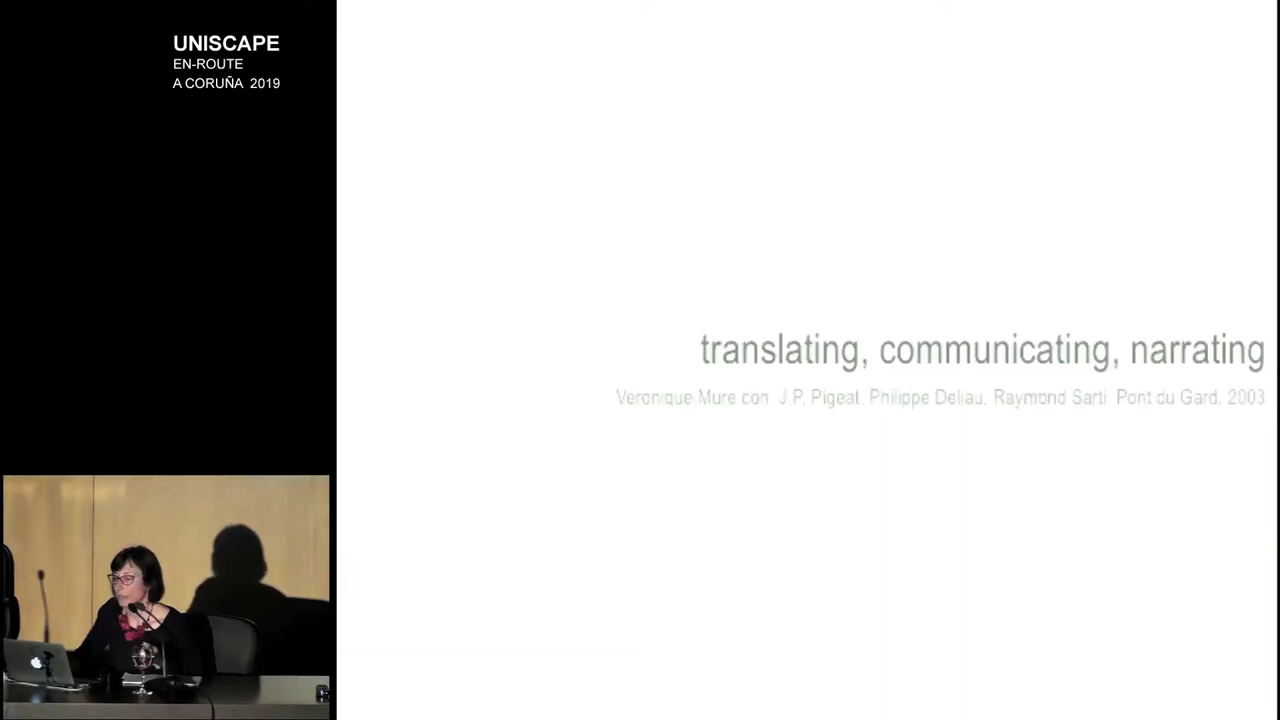 UNISCAPE
EN-ROUTE
A CORUÑA 2019
translating, communicating, narrating
Veronique Mure con J.P. Pigeat, Philippe Deliau, Raymond Sarti, Pont du Gard, 2003